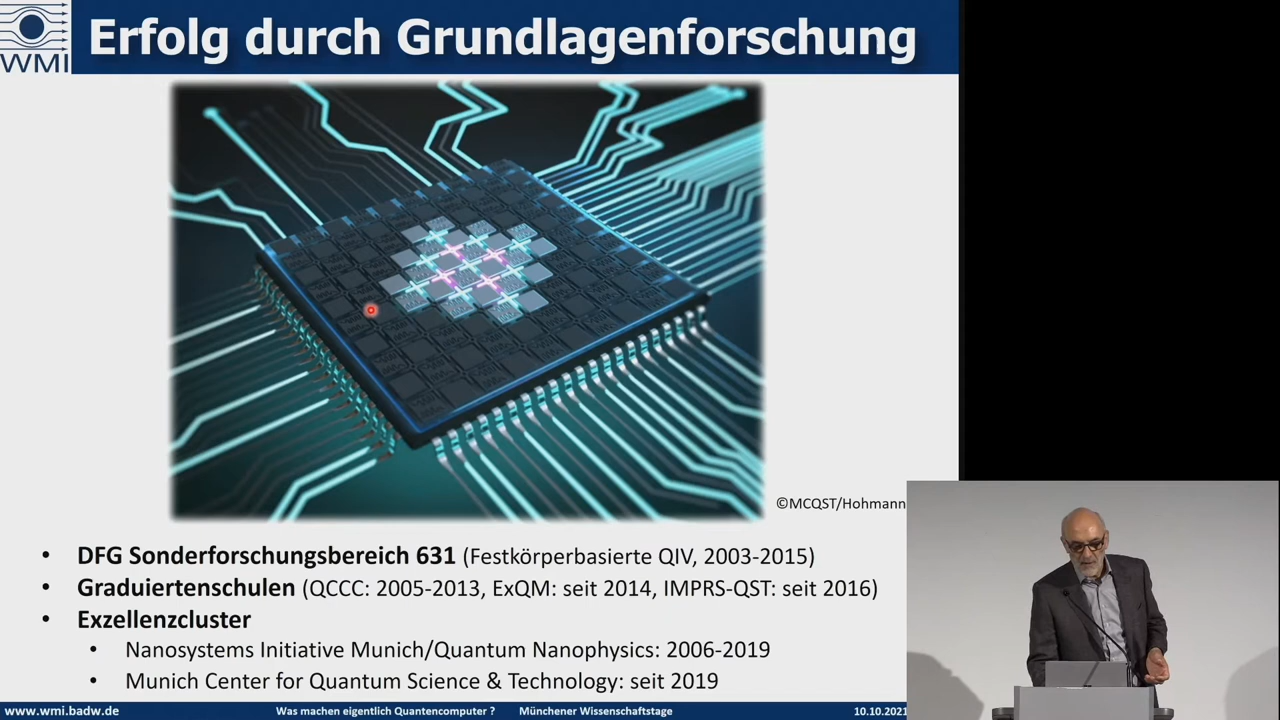 WMI
Erfolg durch Grundlagenforschung
©MCQST/Hohmann
• DFG Sonderforschungsbereich 631 (Festkörperbasierte QIV, 2003-2015)
• Graduiertenschulen (QCCC: 2005-2013, ExQM: seit 2014, IMPRS-QST: seit 2016)
• Exzellenzcluster
• Nanosystems Initiative Munich/Quantum Nanophysics: 2006-2019
• Munich Center for Quantum Science & Technology: seit 2019
www.wmi.badw.de Was machen eigentlich Quantencomputer ? Münchener Wissenschaftstage 10.10.2021